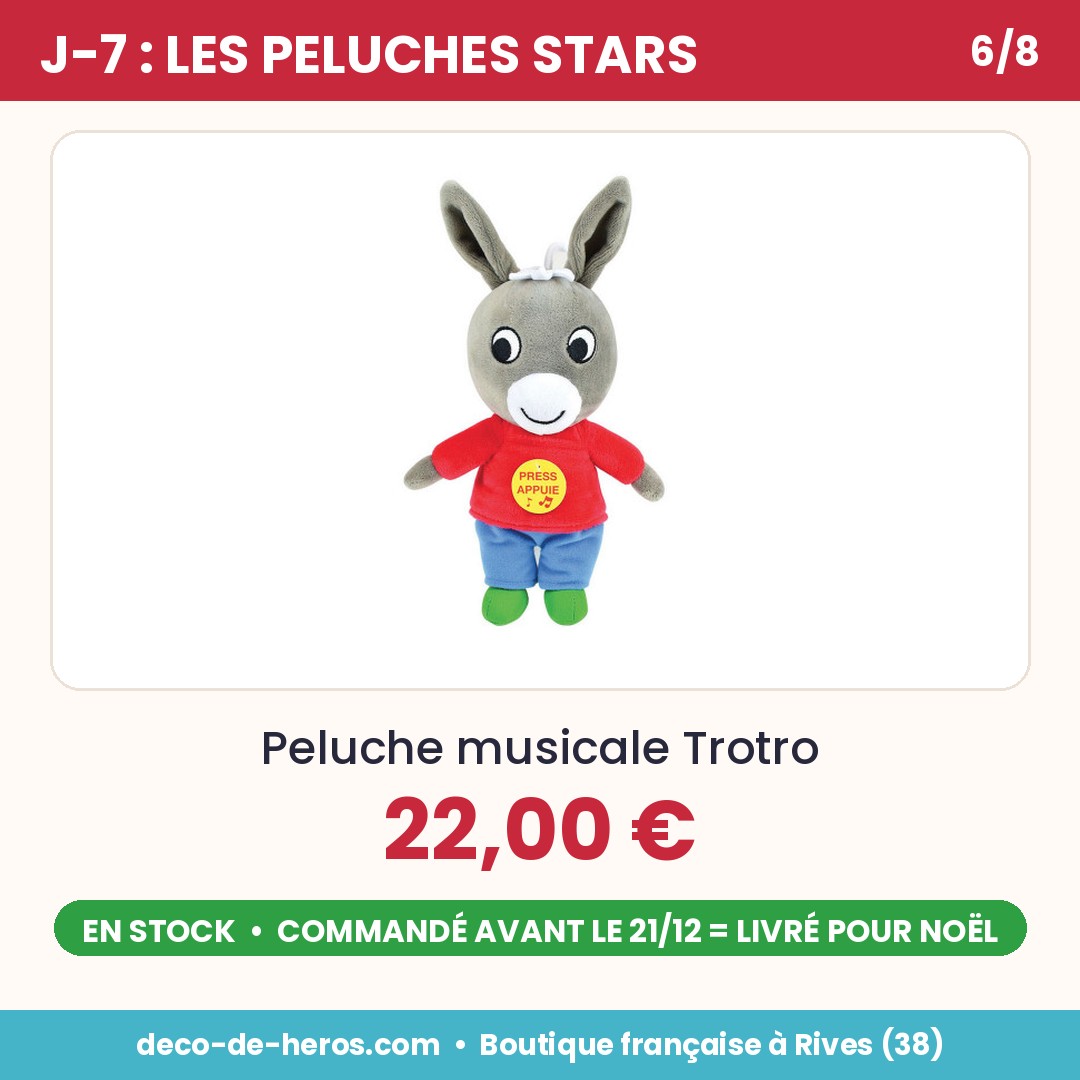 J-7 : LES PELUCHES STARS
6/8
PRESS
APPUIE
Peluche musicale Trotro
22,00 €
EN STOCK • COMMANDÉ AVANT LE 21/12 = LIVRÉ POUR NOËL
deco-de-heros.com • Boutique française à Rives (38)